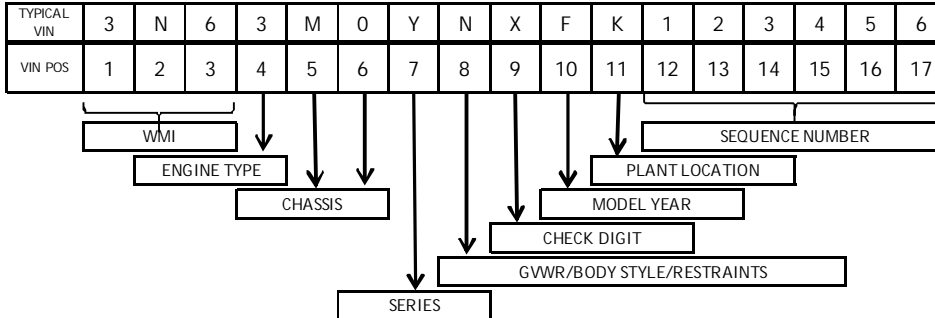 TYPICAL VIN 3 N 6 3 M 0 Y N X F K 1 2 3 4 5 6
VIN POS 1 2 3 4 5 6 7 8 9 10 11 12 13 14 15 16 17
WMI SEQUENCE NUMBER
ENGINE TYPE PLANT LOCATION
CHASSIS MODEL YEAR
CHECK DIGIT
GVWR/BODY STYLE/RESTRAINTS
SERIES